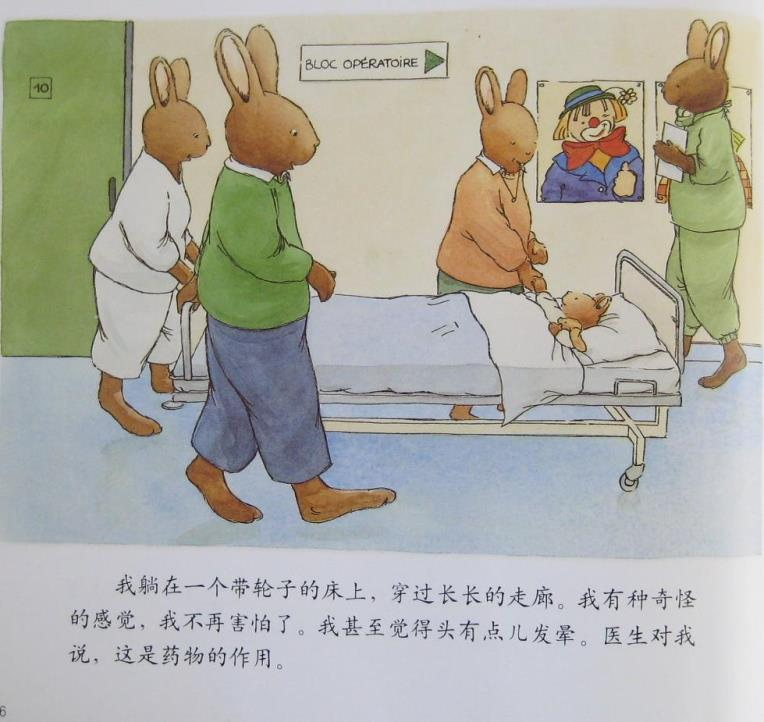 10
BLOC OPÉRATOIRE
我躺在一个带轮子的床上，穿过长长的走廊。我有种奇怪
的感觉，我不再害怕了。我甚至觉得头有点儿发晕。医生对我
说，这是药物的作用。
6